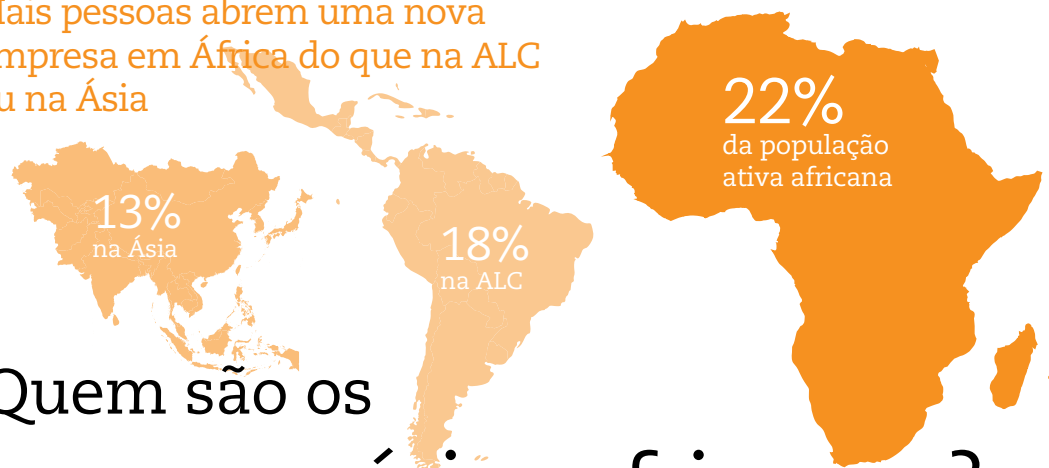 ais pessoas abrem uma nova
mpresa em África do que na ALC
u na Ásia
22%
da população
ativa africana
13%
na Ásia
18%
na ALC
Quem são os